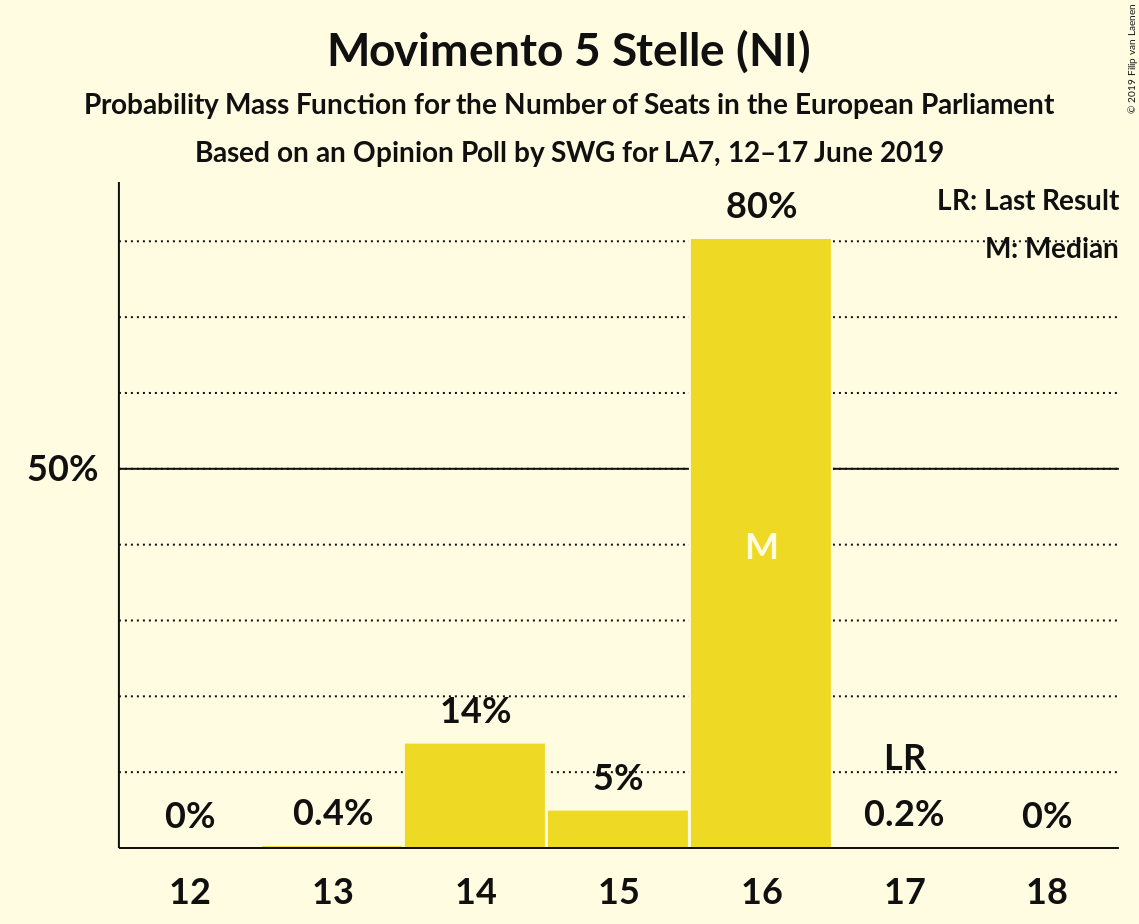 Movimento 5 Stelle (NI)
Probability Mass Function for the Number of Seats in the European Parliament
Based on an Opinion Poll by SWG for LA7, 12–17 June 2019
© 2019 Filip van Laenen
LR: Last Result
M: Median
80%
50%
M
14%
5%
LR
0%
0.4%
0.2%
0%
12
13
14
15
16
17
18